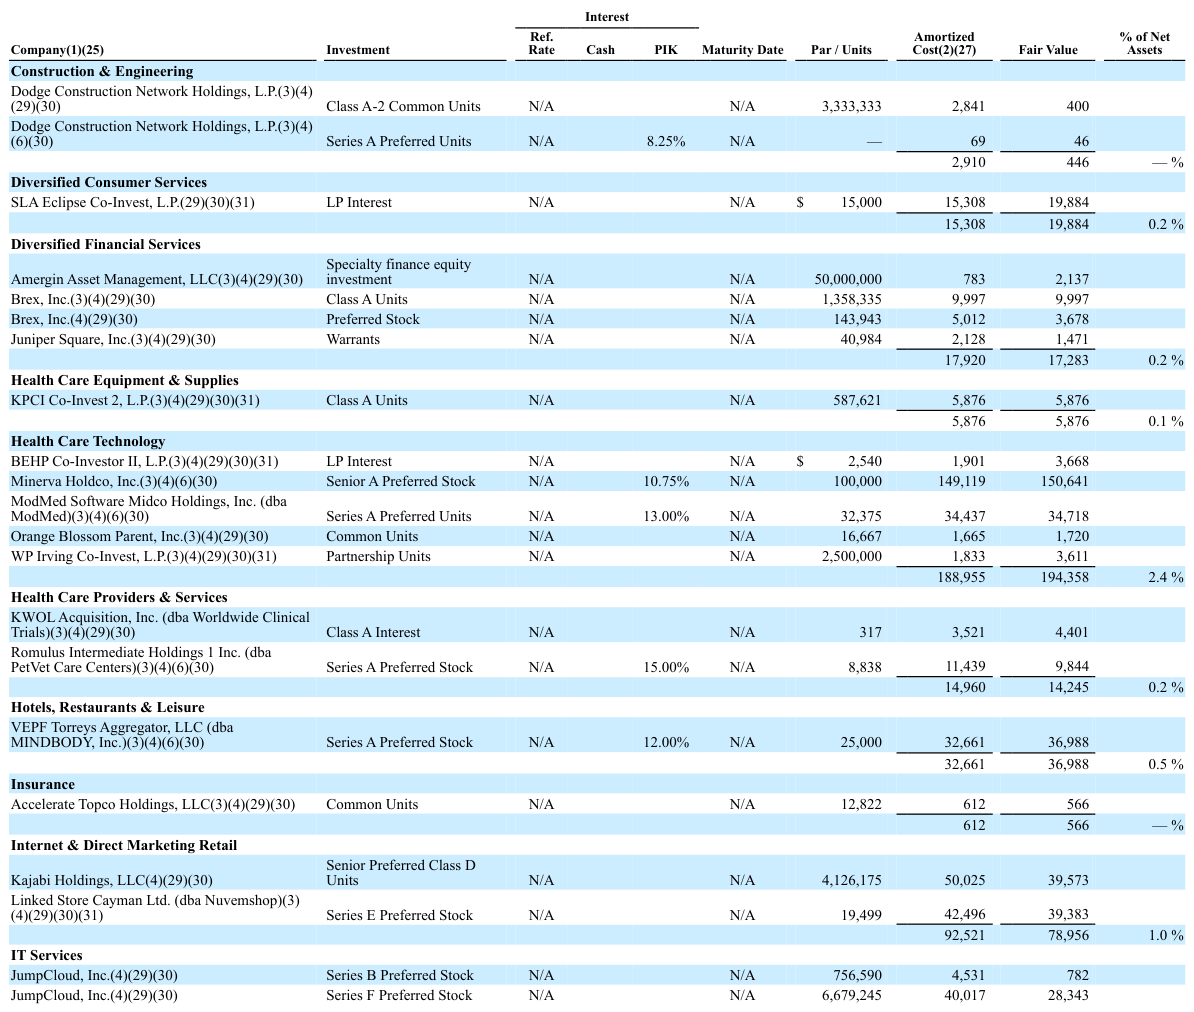 Interest
Company(1)(25) Investment Ref. Rate Cash PIK Maturity Date Par / Units Amortized Cost(2)(27) Fair Value % of Net Assets
Construction & Engineering
Dodge Construction Network Holdings, L.P.(3)(4)
(29)(30) Class A-2 Common Units N/A N/A 3,333,333 2,841 400
Dodge Construction Network Holdings, L.P.(3)(4)
(6)(30) Series A Preferred Units N/A 8.25% N/A — 69 46
2,910 446 — %
Diversified Consumer Services
SLA Eclipse Co-Invest, L.P.(29)(30)(31) LP Interest N/A N/A $ 15,000 15,308 19,884
15,308 19,884 0.2 %
Diversified Financial Services
Specialty finance equity
Amergin Asset Management, LLC(3)(4)(29)(30) investment N/A N/A 50,000,000 783 2,137
Brex, Inc.(3)(4)(29)(30) Class A Units N/A N/A 1,358,335 9,997 9,997
Brex, Inc.(4)(29)(30) Preferred Stock N/A N/A 143,943 5,012 3,678
Juniper Square, Inc.(3)(4)(29)(30) Warrants N/A N/A 40,984 2,128 1,471
17,920 17,283 0.2 %
Health Care Equipment & Supplies
KPCI Co-Invest 2, L.P.(3)(4)(29)(30)(31) Class A Units N/A N/A 587,621 5,876 5,876
5,876 5,876 0.1 %
Health Care Technology
BEHP Co-Investor II, L.P.(3)(4)(29)(30)(31) LP Interest N/A N/A $ 2,540 1,901 3,668
Minerva Holdco, Inc.(3)(4)(6)(30) Senior A Preferred Stock N/A 10.75% N/A 100,000 149,119 150,641
ModMed Software Midco Holdings, Inc. (dba
ModMed)(3)(4)(6)(30) Series A Preferred Units N/A 13.00% N/A 32,375 34,437 34,718
Orange Blossom Parent, Inc.(3)(4)(29)(30) Common Units N/A N/A 16,667 1,665 1,720
WP Irving Co-Invest, L.P.(3)(4)(29)(30)(31) Partnership Units N/A N/A 2,500,000 1,833 3,611
188,955 194,358 2.4 %
Health Care Providers & Services
KWOL Acquisition, Inc. (dba Worldwide Clinical
Trials)(3)(4)(29)(30) Class A Interest N/A N/A 317 3,521 4,401
Romulus Intermediate Holdings 1 Inc. (dba
PetVet Care Centers)(3)(4)(6)(30) Series A Preferred Stock N/A 15.00% N/A 8,838 11,439 9,844
14,960 14,245 0.2 %
Hotels, Restaurants & Leisure
VEPF Torreys Aggregator, LLC (dba
MINDBODY, Inc.)(3)(4)(6)(30) Series A Preferred Stock N/A 12.00% N/A 25,000 32,661 36,988
32,661 36,988 0.5 %
Insurance
Accelerate Topco Holdings, LLC(3)(4)(29)(30) Common Units N/A N/A 12,822 612 566
612 566 — %
Internet & Direct Marketing Retail
Senior Preferred Class D
Kajabi Holdings, LLC(4)(29)(30) Units N/A N/A 4,126,175 50,025 39,573
Linked Store Cayman Ltd. (dba Nuvemshop)(3)
(4)(29)(30)(31) Series E Preferred Stock N/A N/A 19,499 42,496 39,383
92,521 78,956 1.0 %
IT Services
JumpCloud, Inc.(4)(29)(30) Series B Preferred Stock N/A N/A 756,590 4,531 782
JumpCloud, Inc.(4)(29)(30) Series F Preferred Stock N/A N/A 6,679,245 40,017 28,343